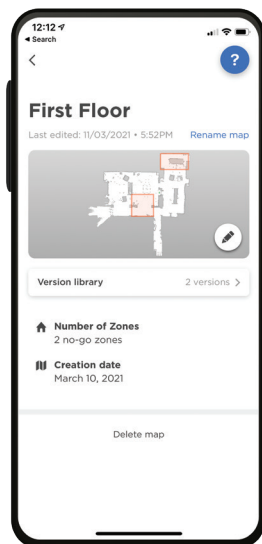 12:12
◀ Search
?
First Floor
Last edited: 11/03/2021 • 5:52PM Rename map
Version library 2 versions >
Number of Zones
2 no-go zones
Creation date
March 10, 2021
Delete map